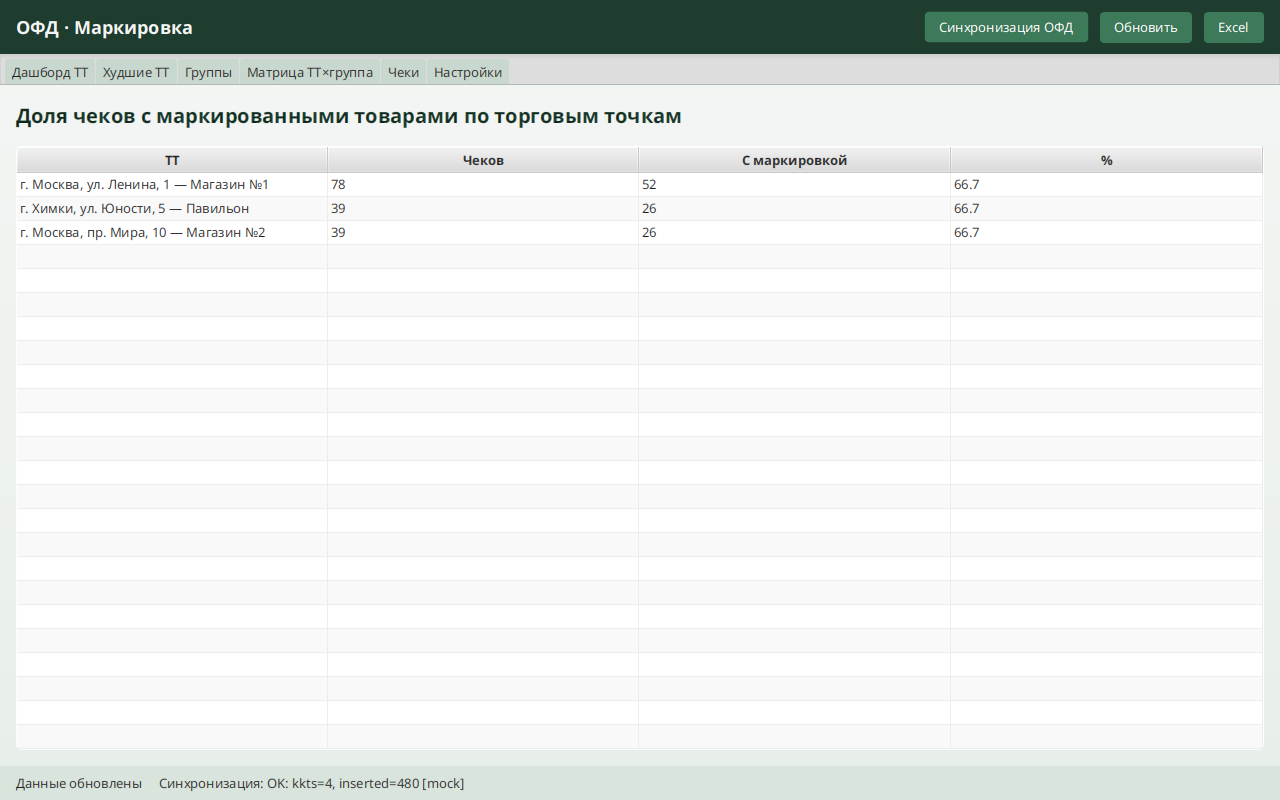 ОФД · Маркировка
Синхронизация ОФД Обновить Excel
Дашборд ТТ Худшие ТТ Группы Матрица ТТ×группа Чеки Настройки
Доля чеков с маркированными товарами по торговым точкам
ТТ Чеков С маркировкой %
г. Москва, ул. Ленина, 1 — Магазин №1 78 52 66.7
г. Химки, ул. Юности, 5 — Павильон 39 26 66.7
г. Москва, пр. Мира, 10 — Магазин №2 39 26 66.7
Данные обновлены Синхронизация: OK: kkts=4, inserted=480 [mock]